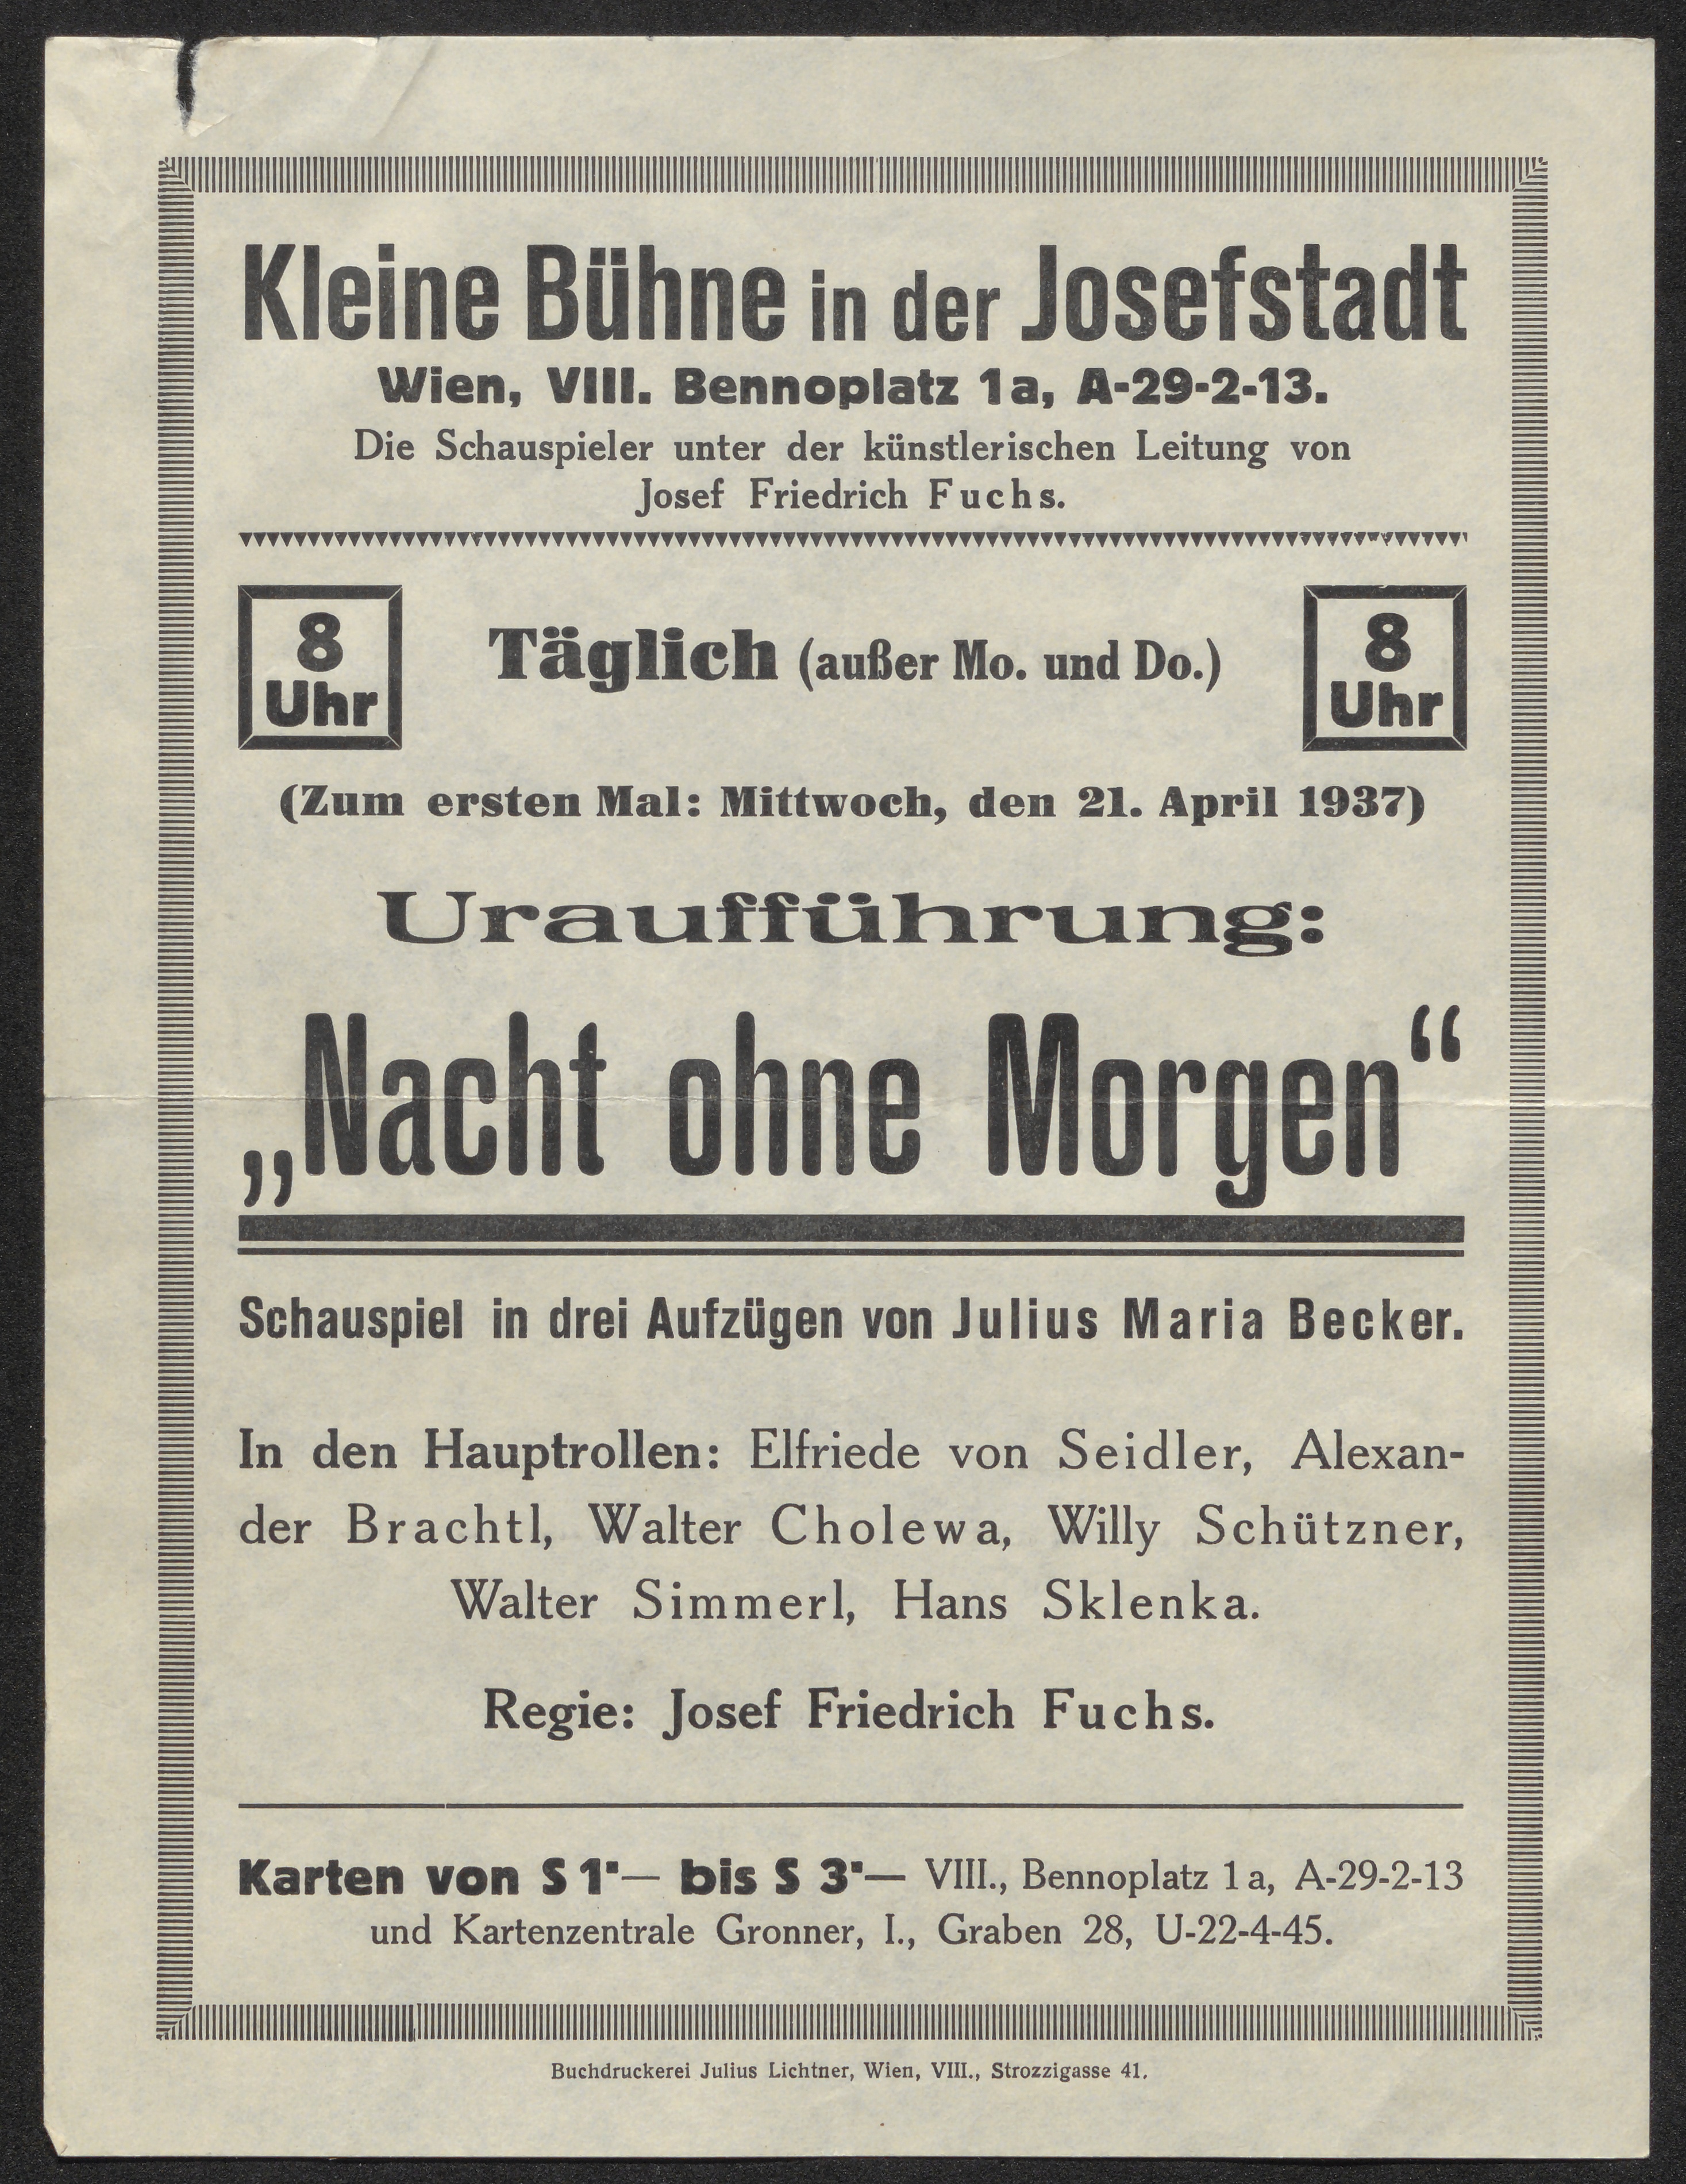 Kleine Bühne in der Josefstadt
Wien, VIII. Bennoplatz 1a, A-29-2-13.
Die Schauspieler unter der künstlerischen Leitung von
Josef Friedrich Fuchs.
8
Uhr
Täglich (außer Mo. und Do.)
8
Uhr
(Zum ersten Mal: Mittwoch, den 21. April 1937)
Uraufführung:
„Nacht ohne Morgen“
Schauspiel in drei Aufzügen von Julius Maria Becker.
In den Hauptrollen: Elfriede von Seidler, Alexan-
der Brachtl, Walter Cholewa, Willy Schützner,
Walter Simmerl, Hans Sklenka.
Regie: Josef Friedrich Fuchs.
Karten von S 1·— bis S 3·— VIII., Bennoplatz 1a, A-29-2-13
und Kartenzentrale Gronner, I., Graben 28, U-22-4-45.
Buchdruckerei Julius Lichtner, Wien, VIII., Strozzigasse 41.